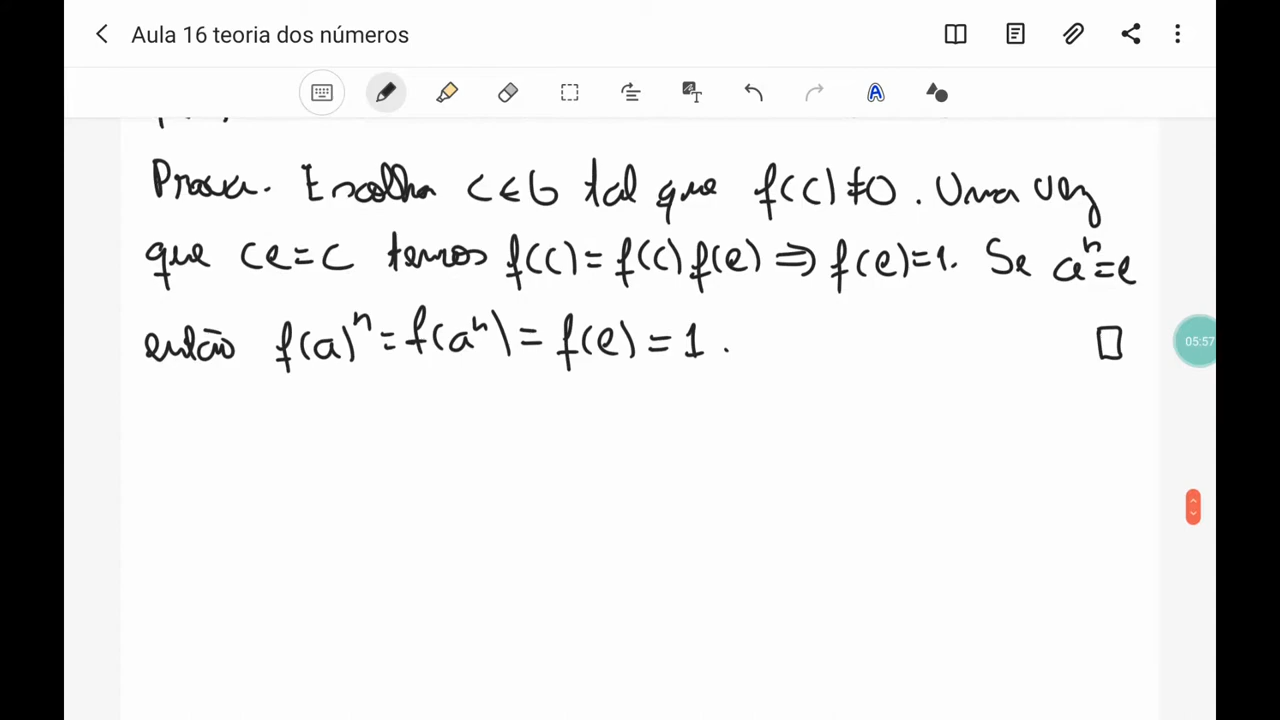 Aula 16 teoria dos números
Prova. Escolha c ∈ G tal que f(c) ≠ 0. Uma vez
que ce = c temos f(c) = f(c) f(e) ⟹ f(e) = 1. Se aⁿ = e
então f(a)ⁿ = f(aⁿ) = f(e) = 1. □
05:57